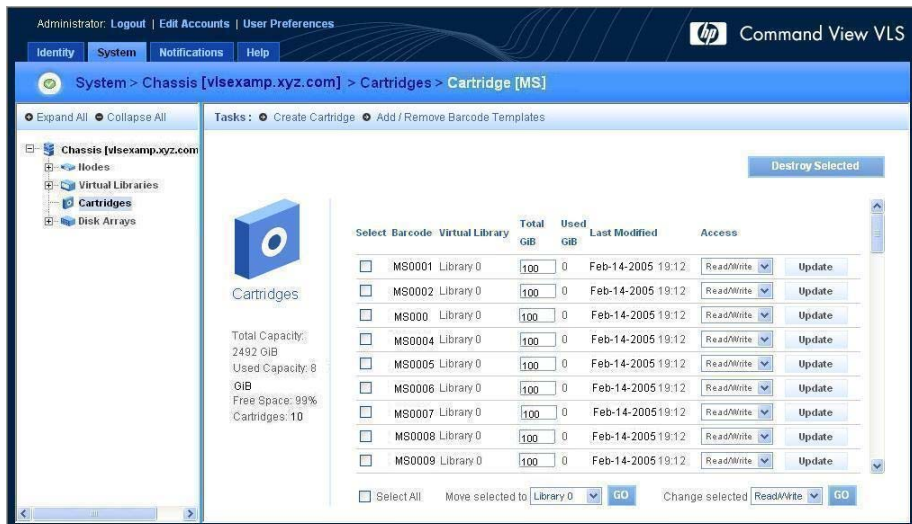 Administrator: Logout | Edit Accounts | User Preferences
hp Command View VLS
Identity System Notifications Help
System > Chassis [vlsexamp.xyz.com] > Cartridges > Cartridge [MS]
Expand All Collapse All
Tasks: Create Cartridge Add / Remove Barcode Templates
Chassis [vlsexamp.xyz.com
Nodes
Virtual Libraries
Cartridges
Disk Arrays
Destroy Selected
Cartridges
Total Capacity:
2492 GiB
Used Capacity: 8
GiB
Free Space: 99%
Cartridges: 10
Select Barcode Virtual Library Total GiB Used GiB Last Modified Access
MS0001 Library 0 100 0 Feb-14-2005 19:12 Read/Write Update
MS0002 Library 0 100 0 Feb-14-2005 19:12 Read/Write Update
MS000 Library 0 100 0 Feb-14-2005 19:12 Read/Write Update
MS0004 Library 0 100 0 Feb-14-2005 19:12 Read/Write Update
MS0005 Library 0 100 0 Feb-14-2005 19:12 Read/Write Update
MS0006 Library 0 100 0 Feb-14-2005 19:12 Read/Write Update
MS0007 Library 0 100 0 Feb-14-2005 19:12 Read/Write Update
MS0008 Library 0 100 0 Feb-14-2005 19:12 Read/Write Update
MS0009 Library 0 100 0 Feb-14-2005 19:12 Read/Write Update
Select All Move selected to Library 0 GO Change selected Read/Write GO